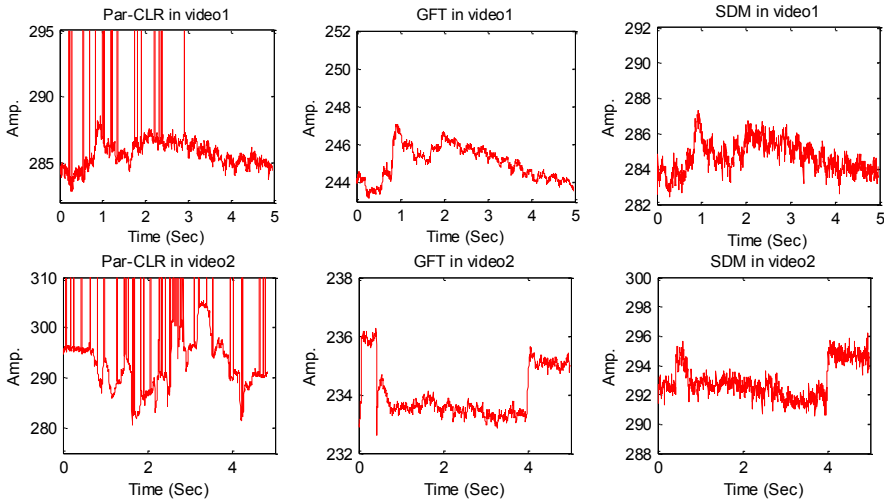 Par-CLR in video1
GFT in video1
SDM in video1
295
290
285
Amp.
0 1 2 3 4 5
Time (Sec)
252
250
248
246
244
Amp.
0 1 2 3 4 5
Time (Sec)
292
290
288
286
284
282
Amp.
0 1 2 3 4 5
Time (Sec)
Par-CLR in video2
GFT in video2
SDM in video2
310
300
290
280
Amp.
0 2 4
Time (Sec)
238
236
234
232
Amp.
0 2 4
Time (Sec)
300
298
296
294
292
290
288
Amp.
0 2 4
Time (Sec)